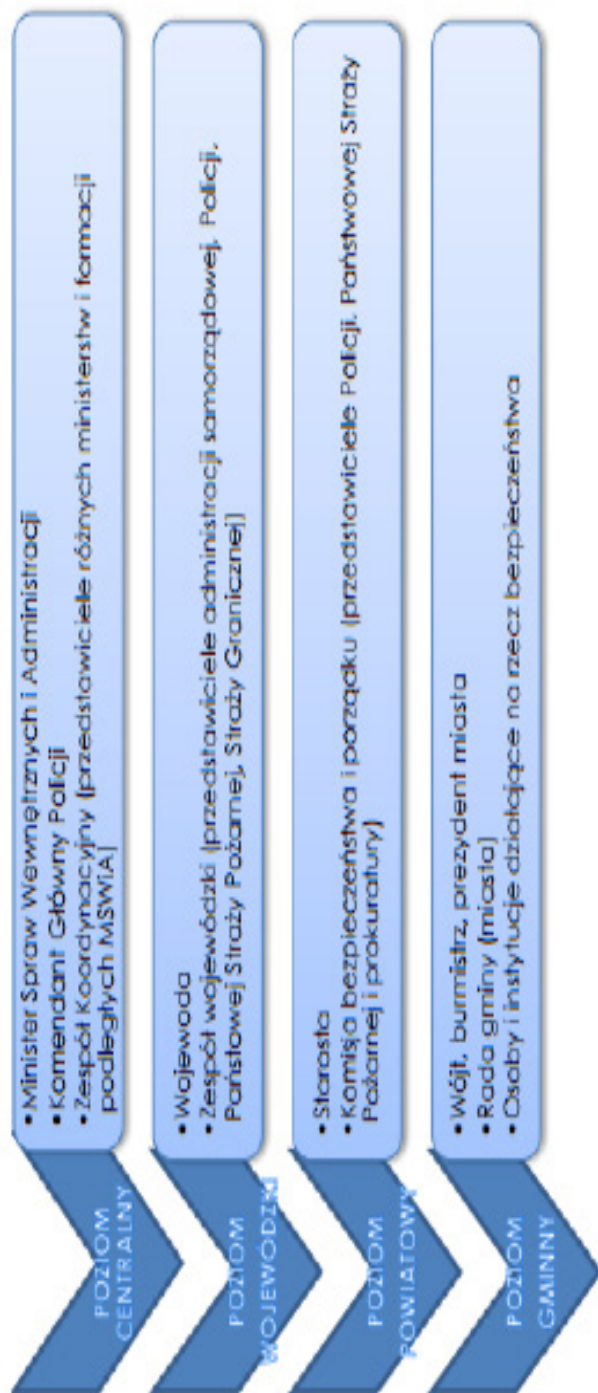 POZIOM
CENTRALNY
• Minister Spraw Wewnętrznych i Administracji
• Komendant Główny Policji
• Zespół Koordynacyjny (przedstawiciele różnych ministerstw i formacji
podległych MSWiA)
POZIOM
WOJEWÓDZKI
• Wojewoda
• Zespół wojewódzki (przedstawiciele administracji samorządowej, Policji,
Państowej Straży Pożarnej, Straży Granicznej)
POZIOM
POWIATOWY
• Starosta
• Komisja bezpieczeństwa i porządku (przedstawiciele Policji, Państwowej Straży
Pożarnej i prokuratury)
POZIOM
GMINNY
• Wójt, burmistrz, prezydent miasta
• Rada gminy (miasta)
• Osoby i instytucje działające na rzecz bezpieczeństwa